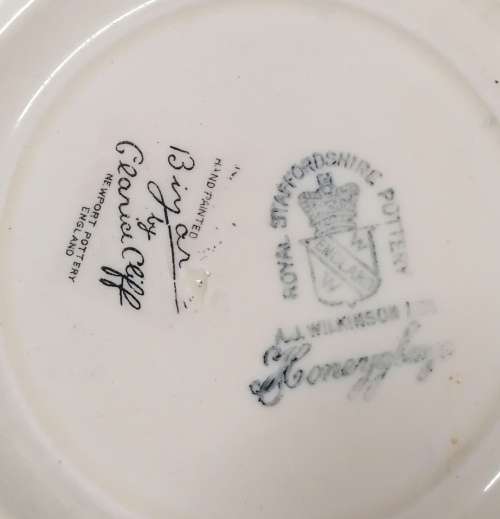 HAND PAINTED
Bizarre
by
Clarice Cliff
NEWPORT POTTERY
ENGLAND
ROYAL STAFFORDSHIRE POTTERY
A.J. WILKINSON LTD
Honeyglaze